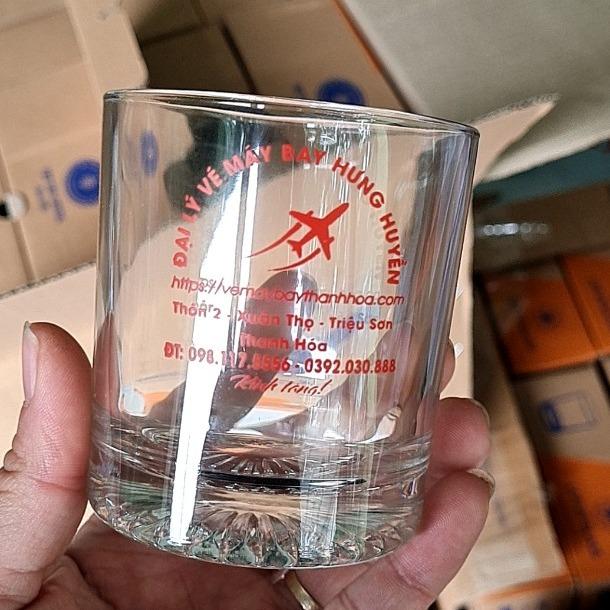 ĐẠI LÝ VÉ MÁY BAY HÙNG HUYỀN
https://vemaybaythanhhoa.com
Thôn 2 - Xuân Thọ - Triệu Sơn
Thanh Hóa
ĐT: 098.117.8556 - 0392.030.888
Kính tặng!